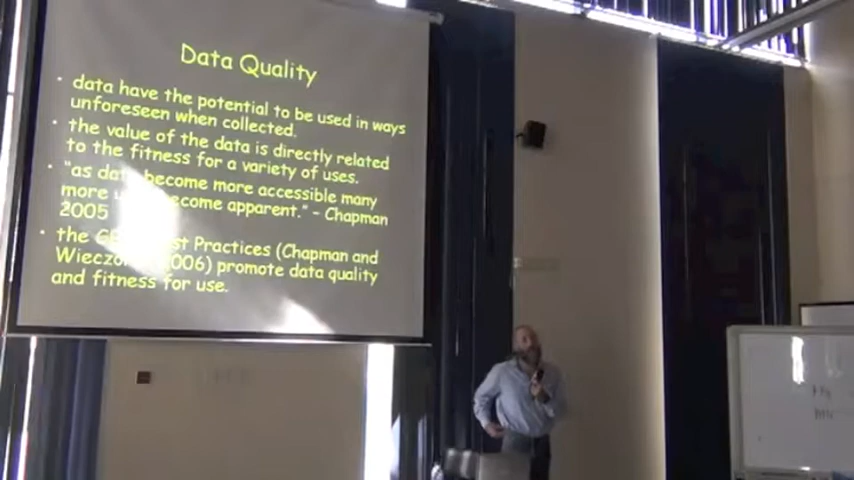 Data Quality
• data have the potential to be used in ways
unforeseen when collected.
• the value of the data is directly related
to the fitness for a variety of uses.
• "as data become more accessible many
more become apparent." – Chapman
2005
• the Practices (Chapman and
promote data quality
and fitness for use.